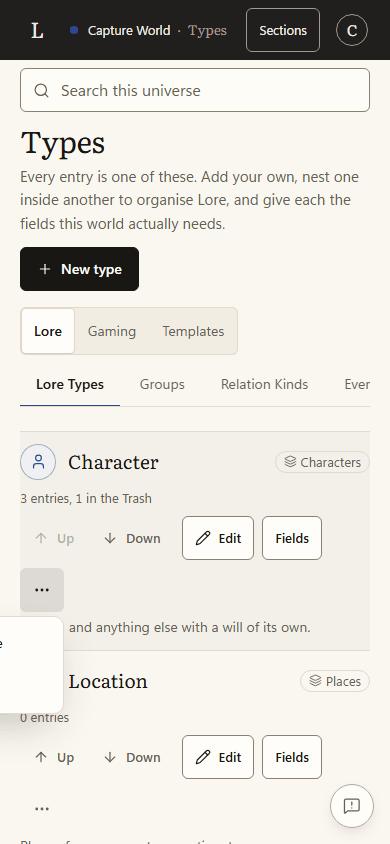 L
Capture World · Types
Sections
C
Search this universe
Types
Every entry is one of these. Add your own, nest one
inside another to organise Lore, and give each the
fields this world actually needs.
New type
Lore
Gaming
Templates
Lore Types
Groups
Relation Kinds
Character
Characters
3 entries, 1 in the Trash
Up
Down
Edit
Fields
and anything else with a will of its own.
Location
Places
0 entries
Up
Down
Edit
Fields